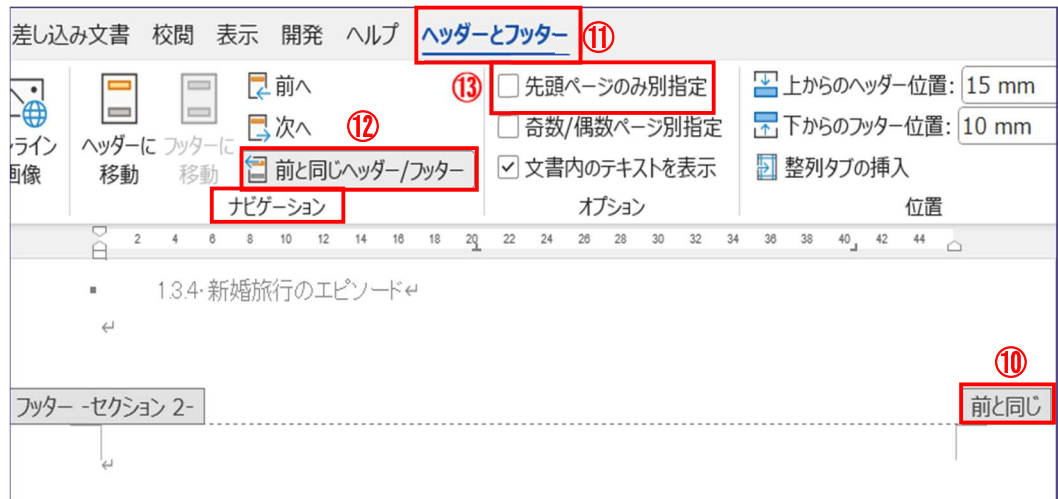 差し込み文書 校閲 表示 開発 ヘルプ ヘッダーとフッター ⑪
ライン
画像
ヘッダーに
移動
フッターに
移動
前へ
次へ ⑫
前と同じヘッダー/フッター
ナビゲーション
⑬ 先頭ページのみ別指定
奇数/偶数ページ別指定
文書内のテキストを表示
オプション
上からのヘッダー位置: 15 mm
下からのフッター位置: 10 mm
整列タブの挿入
位置
2 4 6 8 10 12 14 16 18 20 22 24 26 28 30 32 34 36 38 40 42 44
1.3.4·新婚旅行のエピソード↵
↵
⑩
フッター -セクション 2- 前と同じ
↵